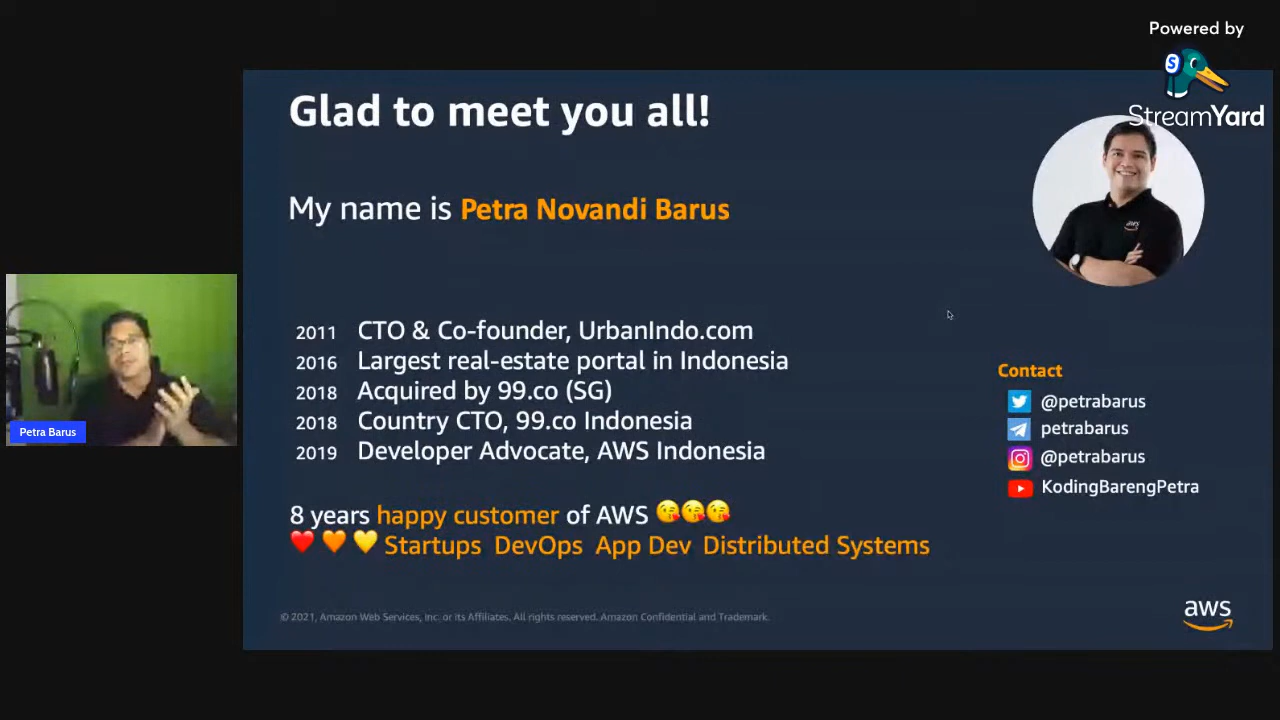 Powered by
StreamYard
Glad to meet you all!
aws
My name is Petra Novandi Barus
2011 CTO & Co-founder, UrbanIndo.com
2016 Largest real-estate portal in Indonesia
2018 Acquired by 99.co (SG)
2018 Country CTO, 99.co Indonesia
2019 Developer Advocate, AWS Indonesia
8 years happy customer of AWS 😘😘😘
❤️🧡💛 Startups DevOps App Dev Distributed Systems
Contact
@petrabarus
petrabarus
@petrabarus
KodingBarengPetra
Petra Barus
© 2021, Amazon Web Services, Inc. or its Affiliates. All rights reserved. Amazon Confidential and Trademark.
aws